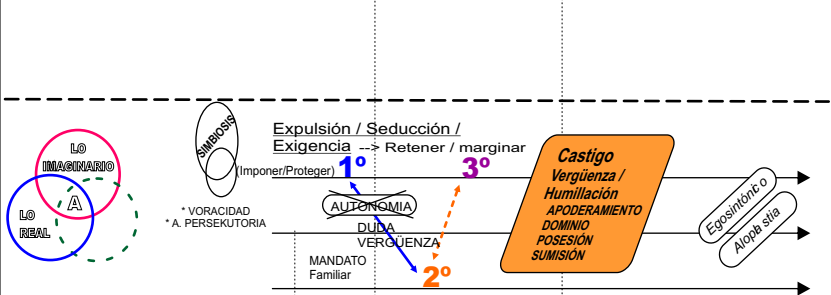 LO
IMAGINARIO
A
LO
REAL
SIMBIOSIS
* VORACIDAD
* A. PERSEKUTORIA
Expulsión / Seducción /
Exigencia --> Retener / marginar
(Imponer/Proteger) 1º
3º
AUTONOMIA
DUDA
VERGÜENZA
MANDATO
Familiar
2º
Castigo
Vergüenza /
Humillación
APODERAMIENTO
DOMINIO
POSESIÓN
SUMISIÓN
Egosintónico
Aloplastia